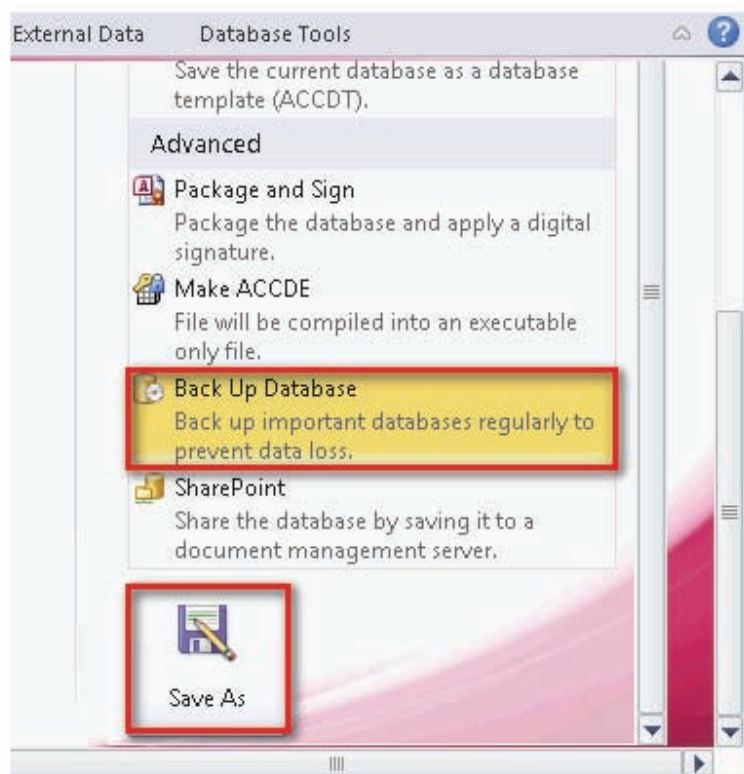 External Data Database Tools
Save the current database as a database
template (ACCDT).
Advanced
Package and Sign
Package the database and apply a digital
signature.
Make ACCDE
File will be compiled into an executable
only file.
Back Up Database
Back up important databases regularly to
prevent data loss.
SharePoint
Share the database by saving it to a
document management server.
Save As